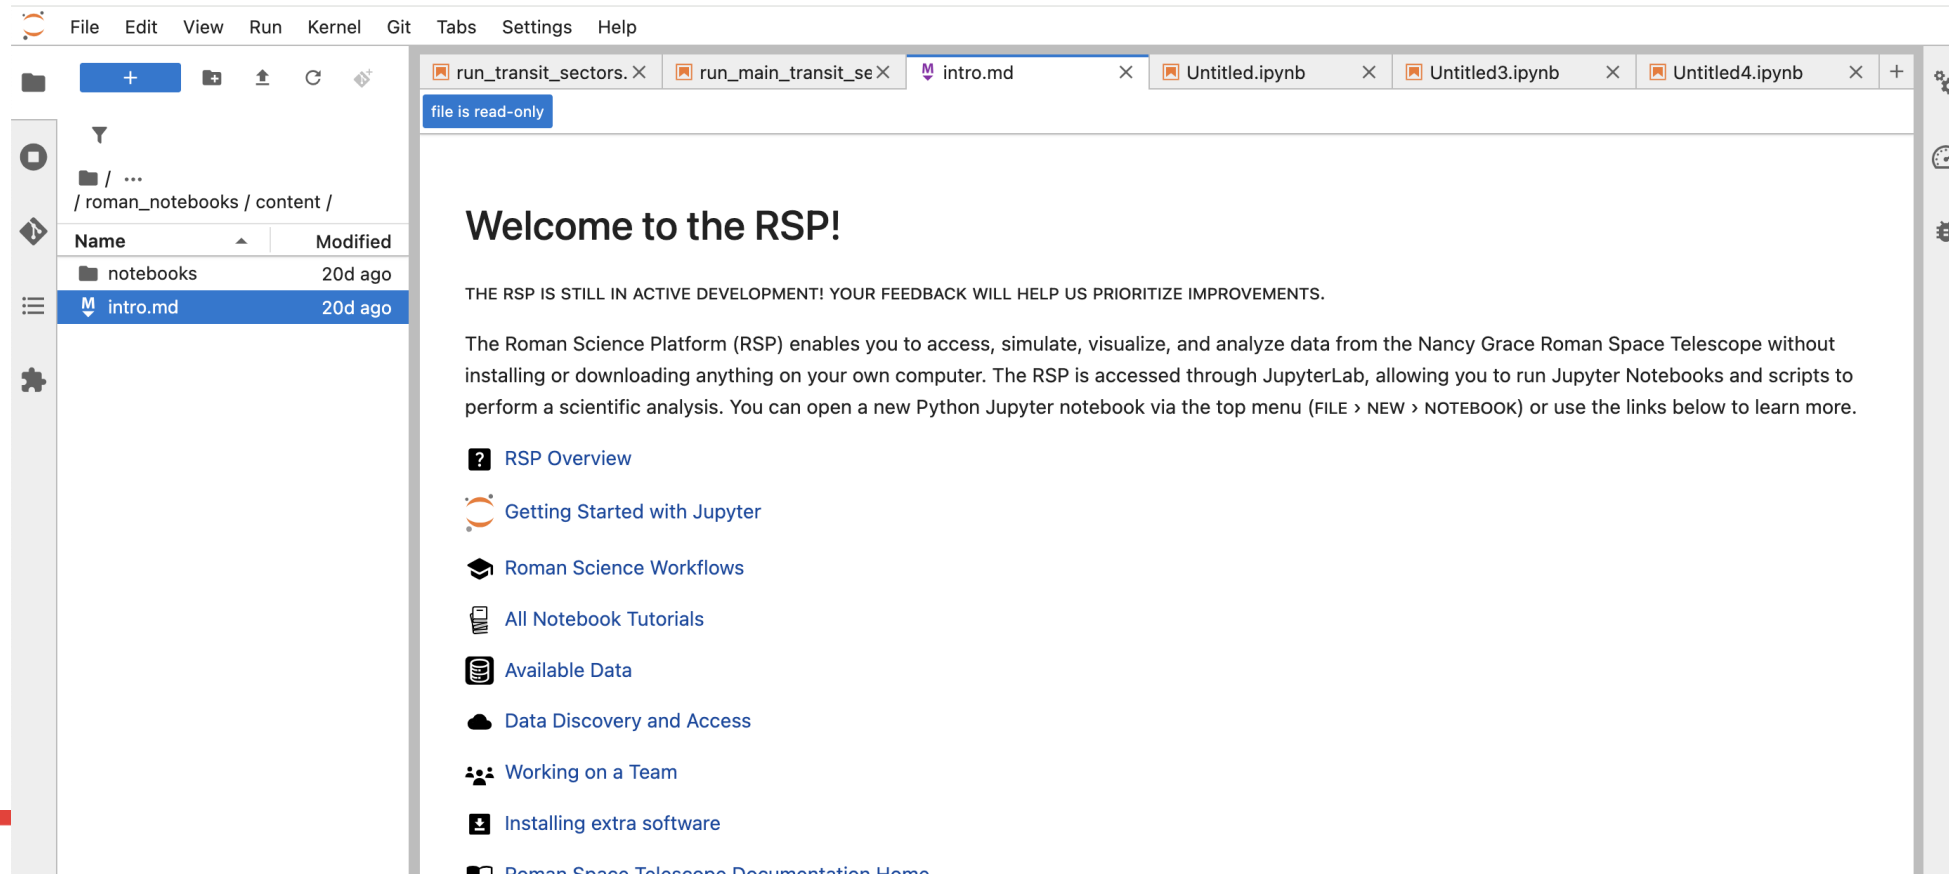 File Edit View Run Kernel Git Tabs Settings Help
run_transit_sectors. run_main_transit_se intro.md Untitled.ipynb Untitled3.ipynb Untitled4.ipynb
file is read-only
/ ...
/ roman_notebooks / content /
Name Modified
notebooks 20d ago
intro.md 20d ago
Welcome to the RSP!
THE RSP IS STILL IN ACTIVE DEVELOPMENT! YOUR FEEDBACK WILL HELP US PRIORITIZE IMPROVEMENTS.
The Roman Science Platform (RSP) enables you to access, simulate, visualize, and analyze data from the Nancy Grace Roman Space Telescope without
installing or downloading anything on your own computer. The RSP is accessed through JupyterLab, allowing you to run Jupyter Notebooks and scripts to
perform a scientific analysis. You can open a new Python Jupyter notebook via the top menu (FILE > NEW > NOTEBOOK) or use the links below to learn more.
RSP Overview
Getting Started with Jupyter
Roman Science Workflows
All Notebook Tutorials
Available Data
Data Discovery and Access
Working on a Team
Installing extra software
Roman Space Telescope Documentation Home